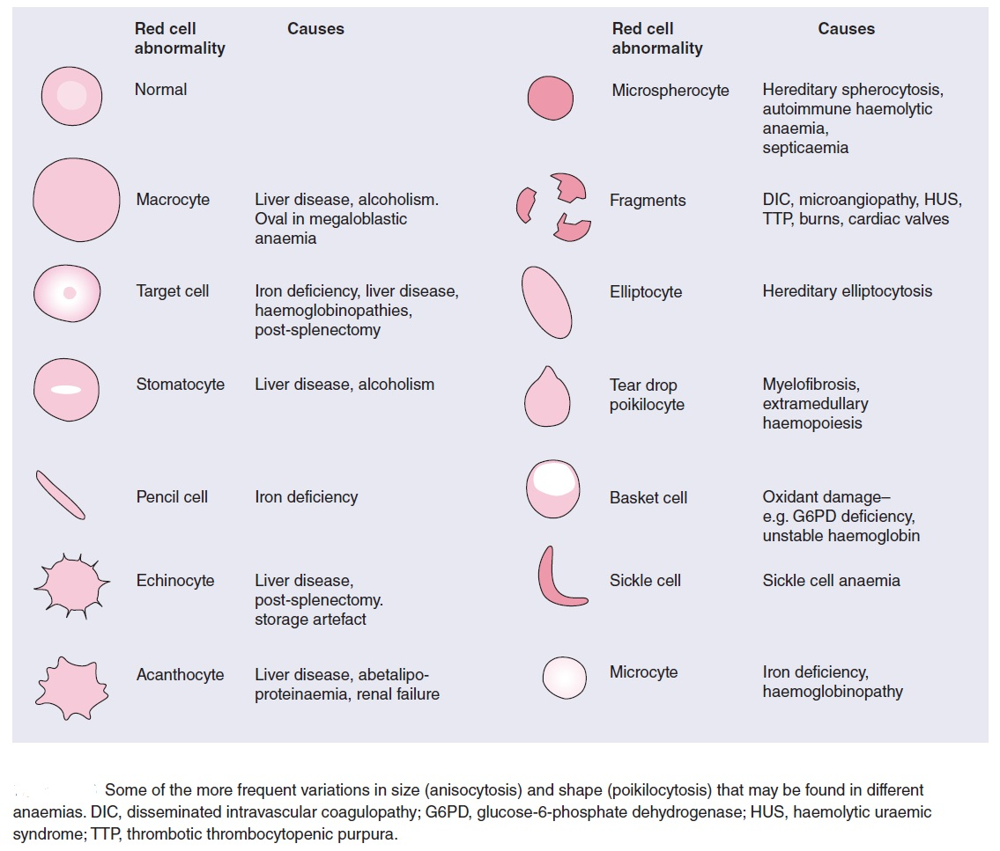 Red cell
abnormality
Causes
Normal
Macrocyte
Liver disease, alcoholism.
Oval in megaloblastic
anaemia
Target cell
Iron deficiency, liver disease,
haemoglobinopathies,
post-splenectomy
Stomatocyte
Liver disease, alcoholism
Pencil cell
Iron deficiency
Echinocyte
Liver disease,
post-splenectomy.
storage artefact
Acanthocyte
Liver disease, abetalipo-
proteinaemia, renal failure
Red cell
abnormality
Causes
Microspherocyte
Hereditary spherocytosis,
autoimmune haemolytic
anaemia,
septicaemia
Fragments
DIC, microangiopathy, HUS,
TTP, burns, cardiac valves
Elliptocyte
Hereditary elliptocytosis
Tear drop
poikilocyte
Myelofibrosis,
extramedullary
haemopoiesis
Basket cell
Oxidant damage–
e.g. G6PD deficiency,
unstable haemoglobin
Sickle cell
Sickle cell anaemia
Microcyte
Iron deficiency,
haemoglobinopathy
Some of the more frequent variations in size (anisocytosis) and shape (poikilocytosis) that may be found in different
anaemias. DIC, disseminated intravascular coagulopathy; G6PD, glucose-6-phosphate dehydrogenase; HUS, haemolytic uraemic
syndrome; TTP, thrombotic thrombocytopenic purpura.